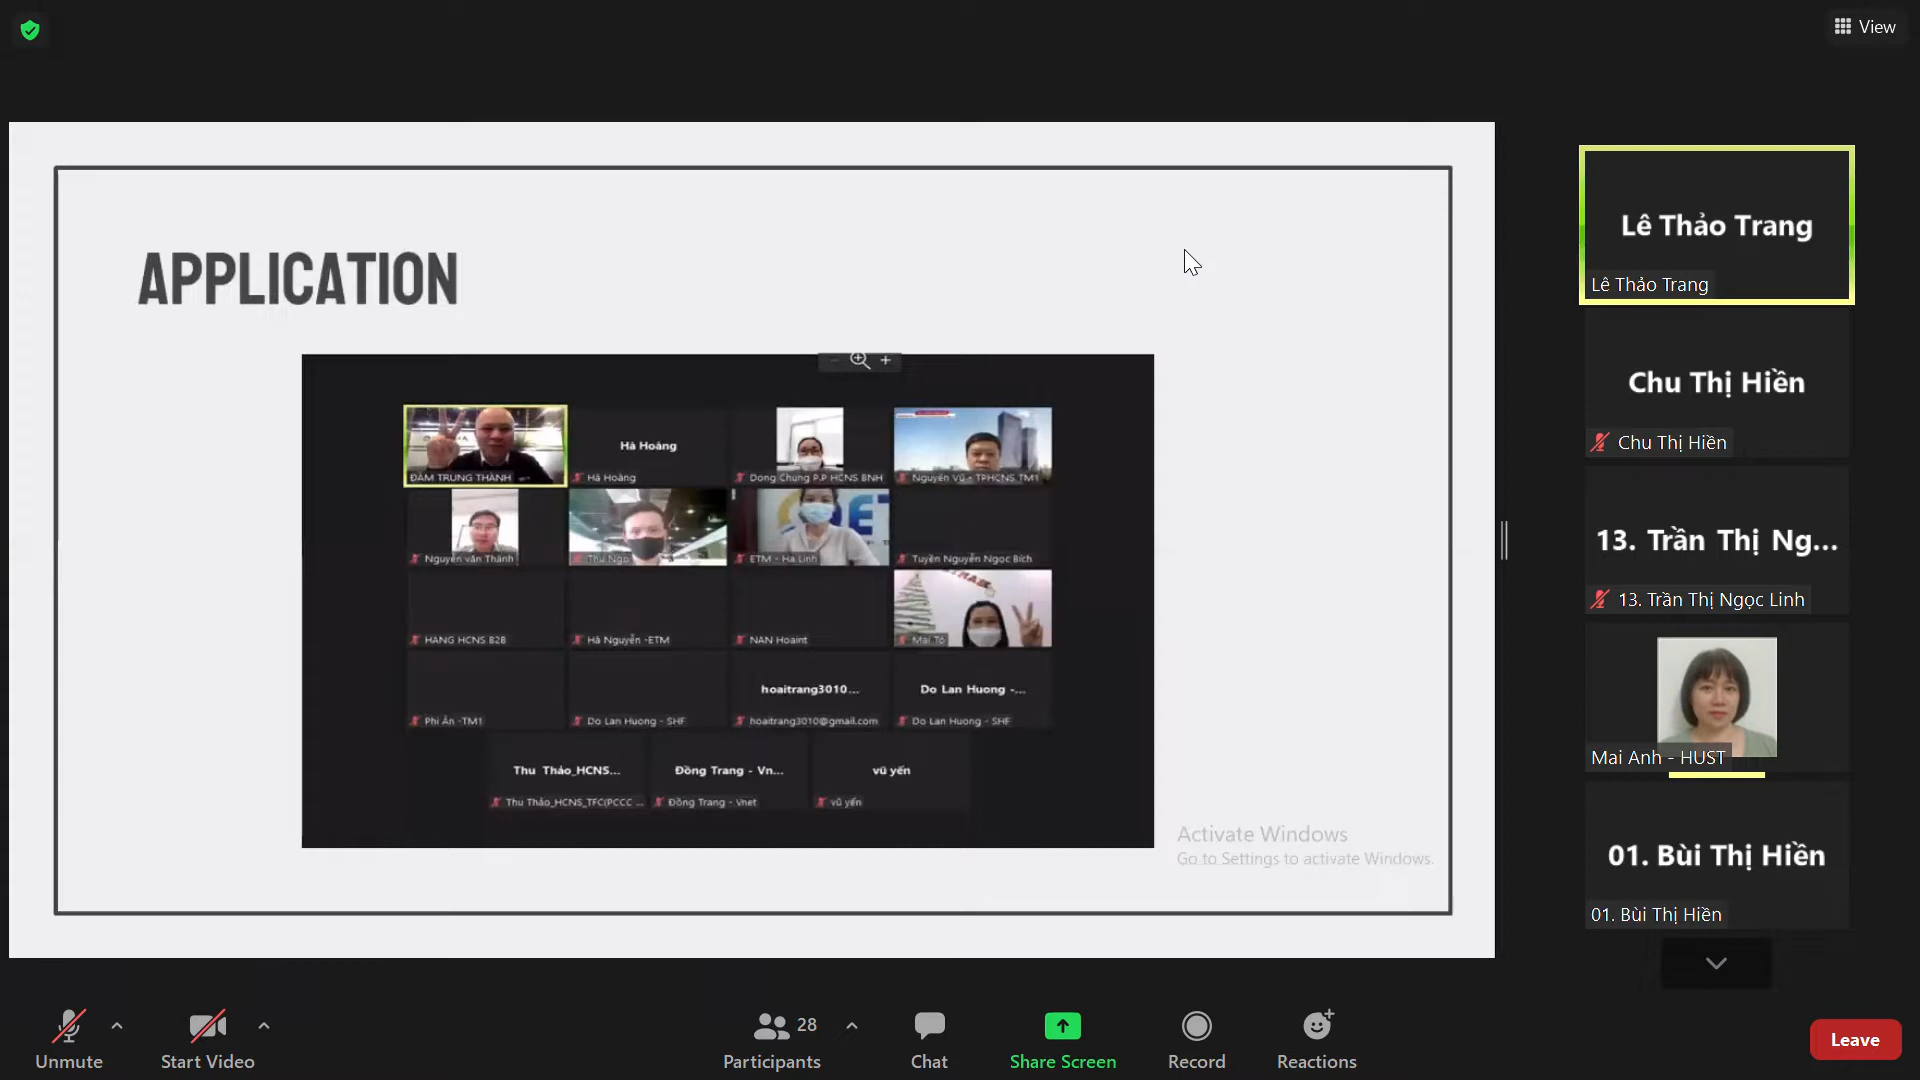 View
APPLICATION
ĐÀM TRUNG THÀNH
Hà Hoàng
Hà Hoàng
Dong Chung P.P HCNS BNH
Nguyên Vũ - TPHCNS_TM1
Nguyen văn Thành
Thu Ngo
ETM - Ha Linh
Tuyền Nguyễn Ngọc Bích
HANG HCNS B2B
Hà Nguyễn -ETM
NAN Hoaint
Mai Tô
Phi Ân -TM1
Do Lan Huong - SHF
hoaitrang3010...
hoaitrang3010@gmail.com
Do Lan Huong -...
Do Lan Huong - SHF
Thu Thảo_HCNS...
Thu Thảo_HCNS_TFC(PCCC ...
Đồng Trang - Vn...
Đồng Trang - Vnet
vũ yến
vũ yến
Activate Windows
Go to Settings to activate Windows.
Lê Thảo Trang
Lê Thảo Trang
Chu Thị Hiền
Chu Thị Hiền
13. Trần Thị Ng...
13. Trần Thị Ngọc Linh
Mai Anh - HUST
01. Bùi Thị Hiền
01. Bùi Thị Hiền
Unmute
Start Video
28
Participants
Chat
Share Screen
Record
Reactions
Leave